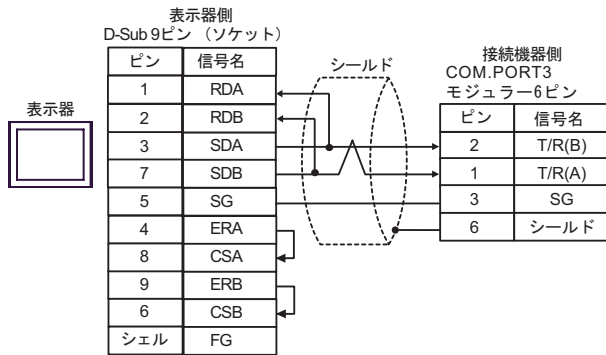 表示器側
D-Sub 9ピン （ソケット）
ピン 信号名
1 RDA
2 RDB
3 SDA
7 SDB
5 SG
4 ERA
8 CSA
9 ERB
6 CSB
シェル FG
表示器
シールド
接続機器側
COM.PORT3
モジュラー6ピン
ピン 信号名
2 T/R(B)
1 T/R(A)
3 SG
6 シールド